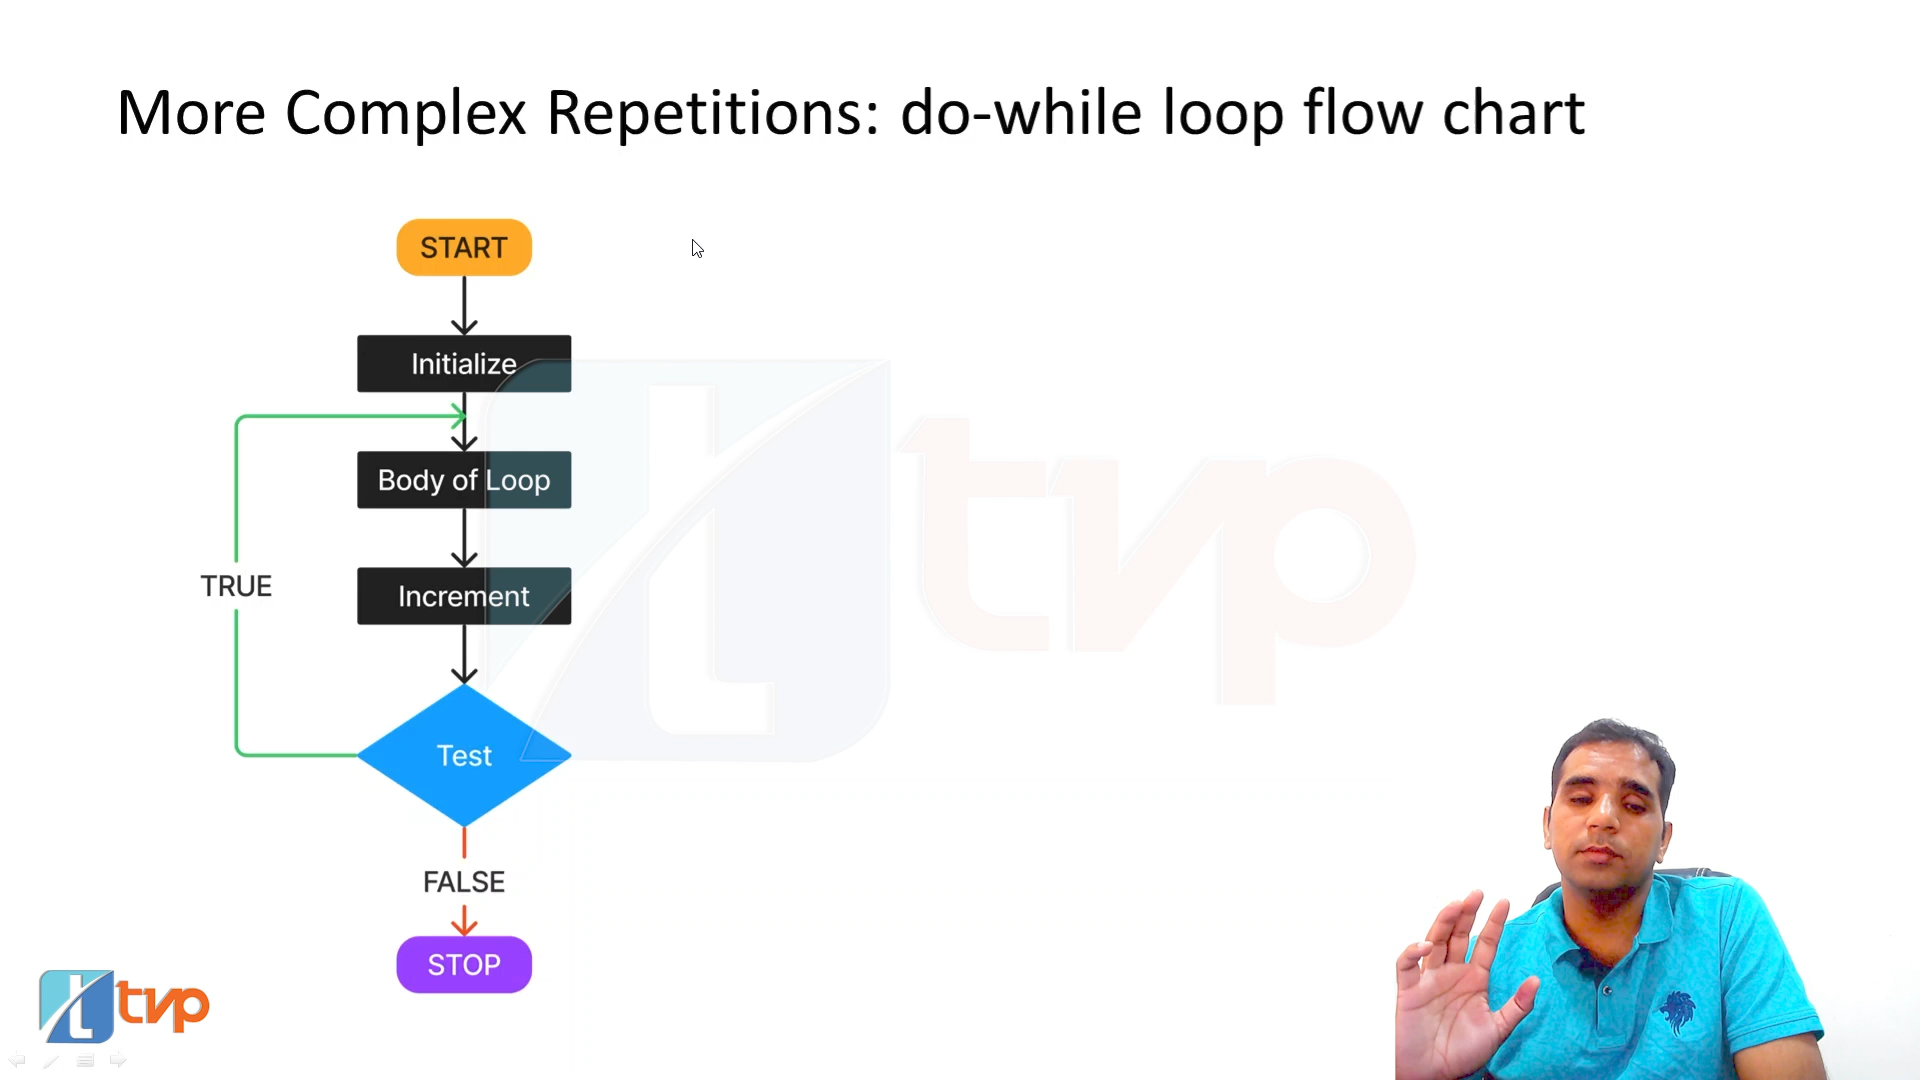 More Complex Repetitions: do-while loop flow chart
START
Initialize
Body of Loop
Increment
TRUE
Test
FALSE
STOP
tvp
tvp